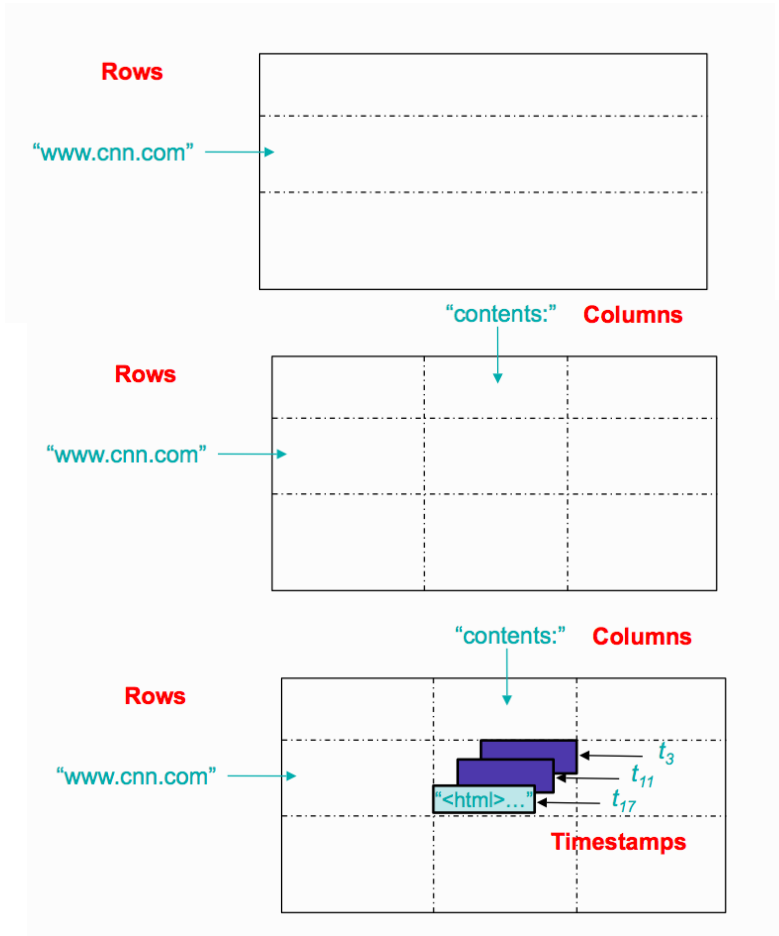 Rows
“www.cnn.com”
“contents:” Columns
Rows
“www.cnn.com”
“contents:” Columns
Rows
“www.cnn.com”
t3
t11
“<html>…”
t17
Timestamps